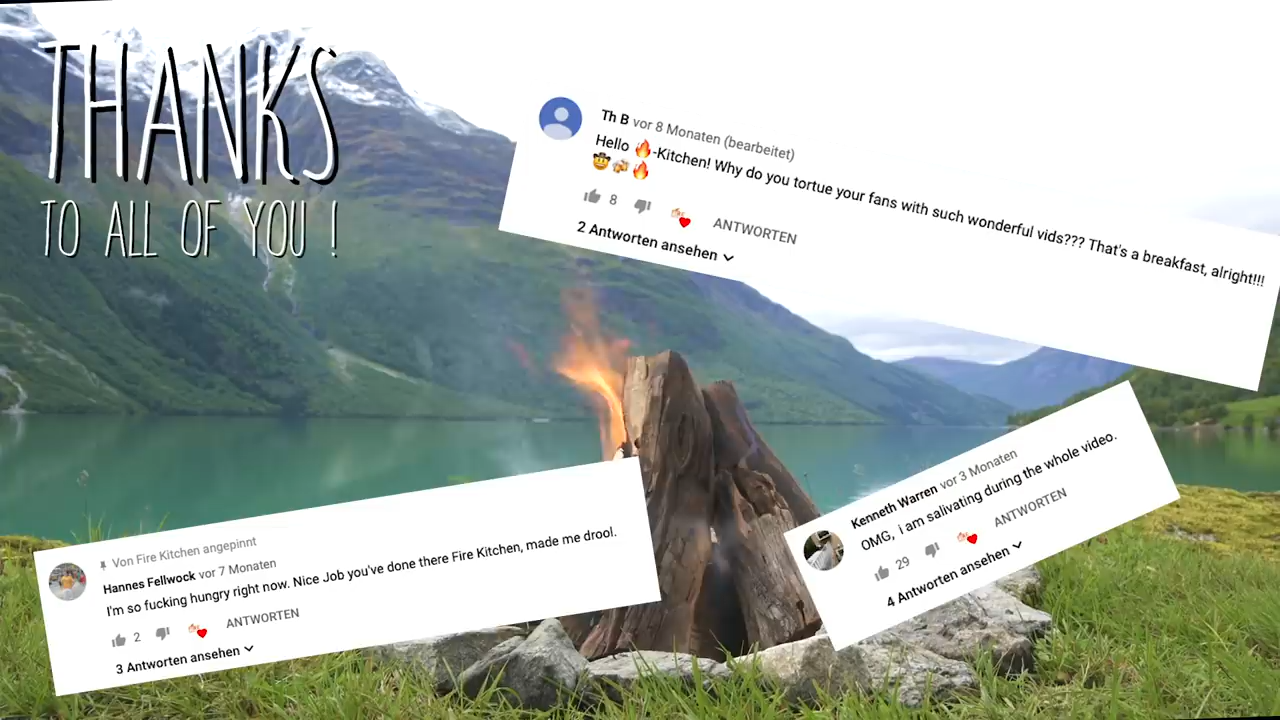 THANKS
TO ALL OF YOU !
Th B vor 8 Monaten (bearbeitet)
Hello 🔥-Kitchen! Why do you tortue your fans with such wonderful vids??? That's a breakfast, alright!!!
🤠🍻🔥
8 ANTWORTEN
2 Antworten ansehen
Kenneth Warren vor 3 Monaten
OMG, i am salivating during the whole video.
29 ANTWORTEN
4 Antworten ansehen
Von Fire Kitchen angepinnt
Hannes Fellwock vor 7 Monaten
I'm so fucking hungry right now. Nice Job you've done there Fire Kitchen, made me drool.
2 ANTWORTEN
3 Antworten ansehen